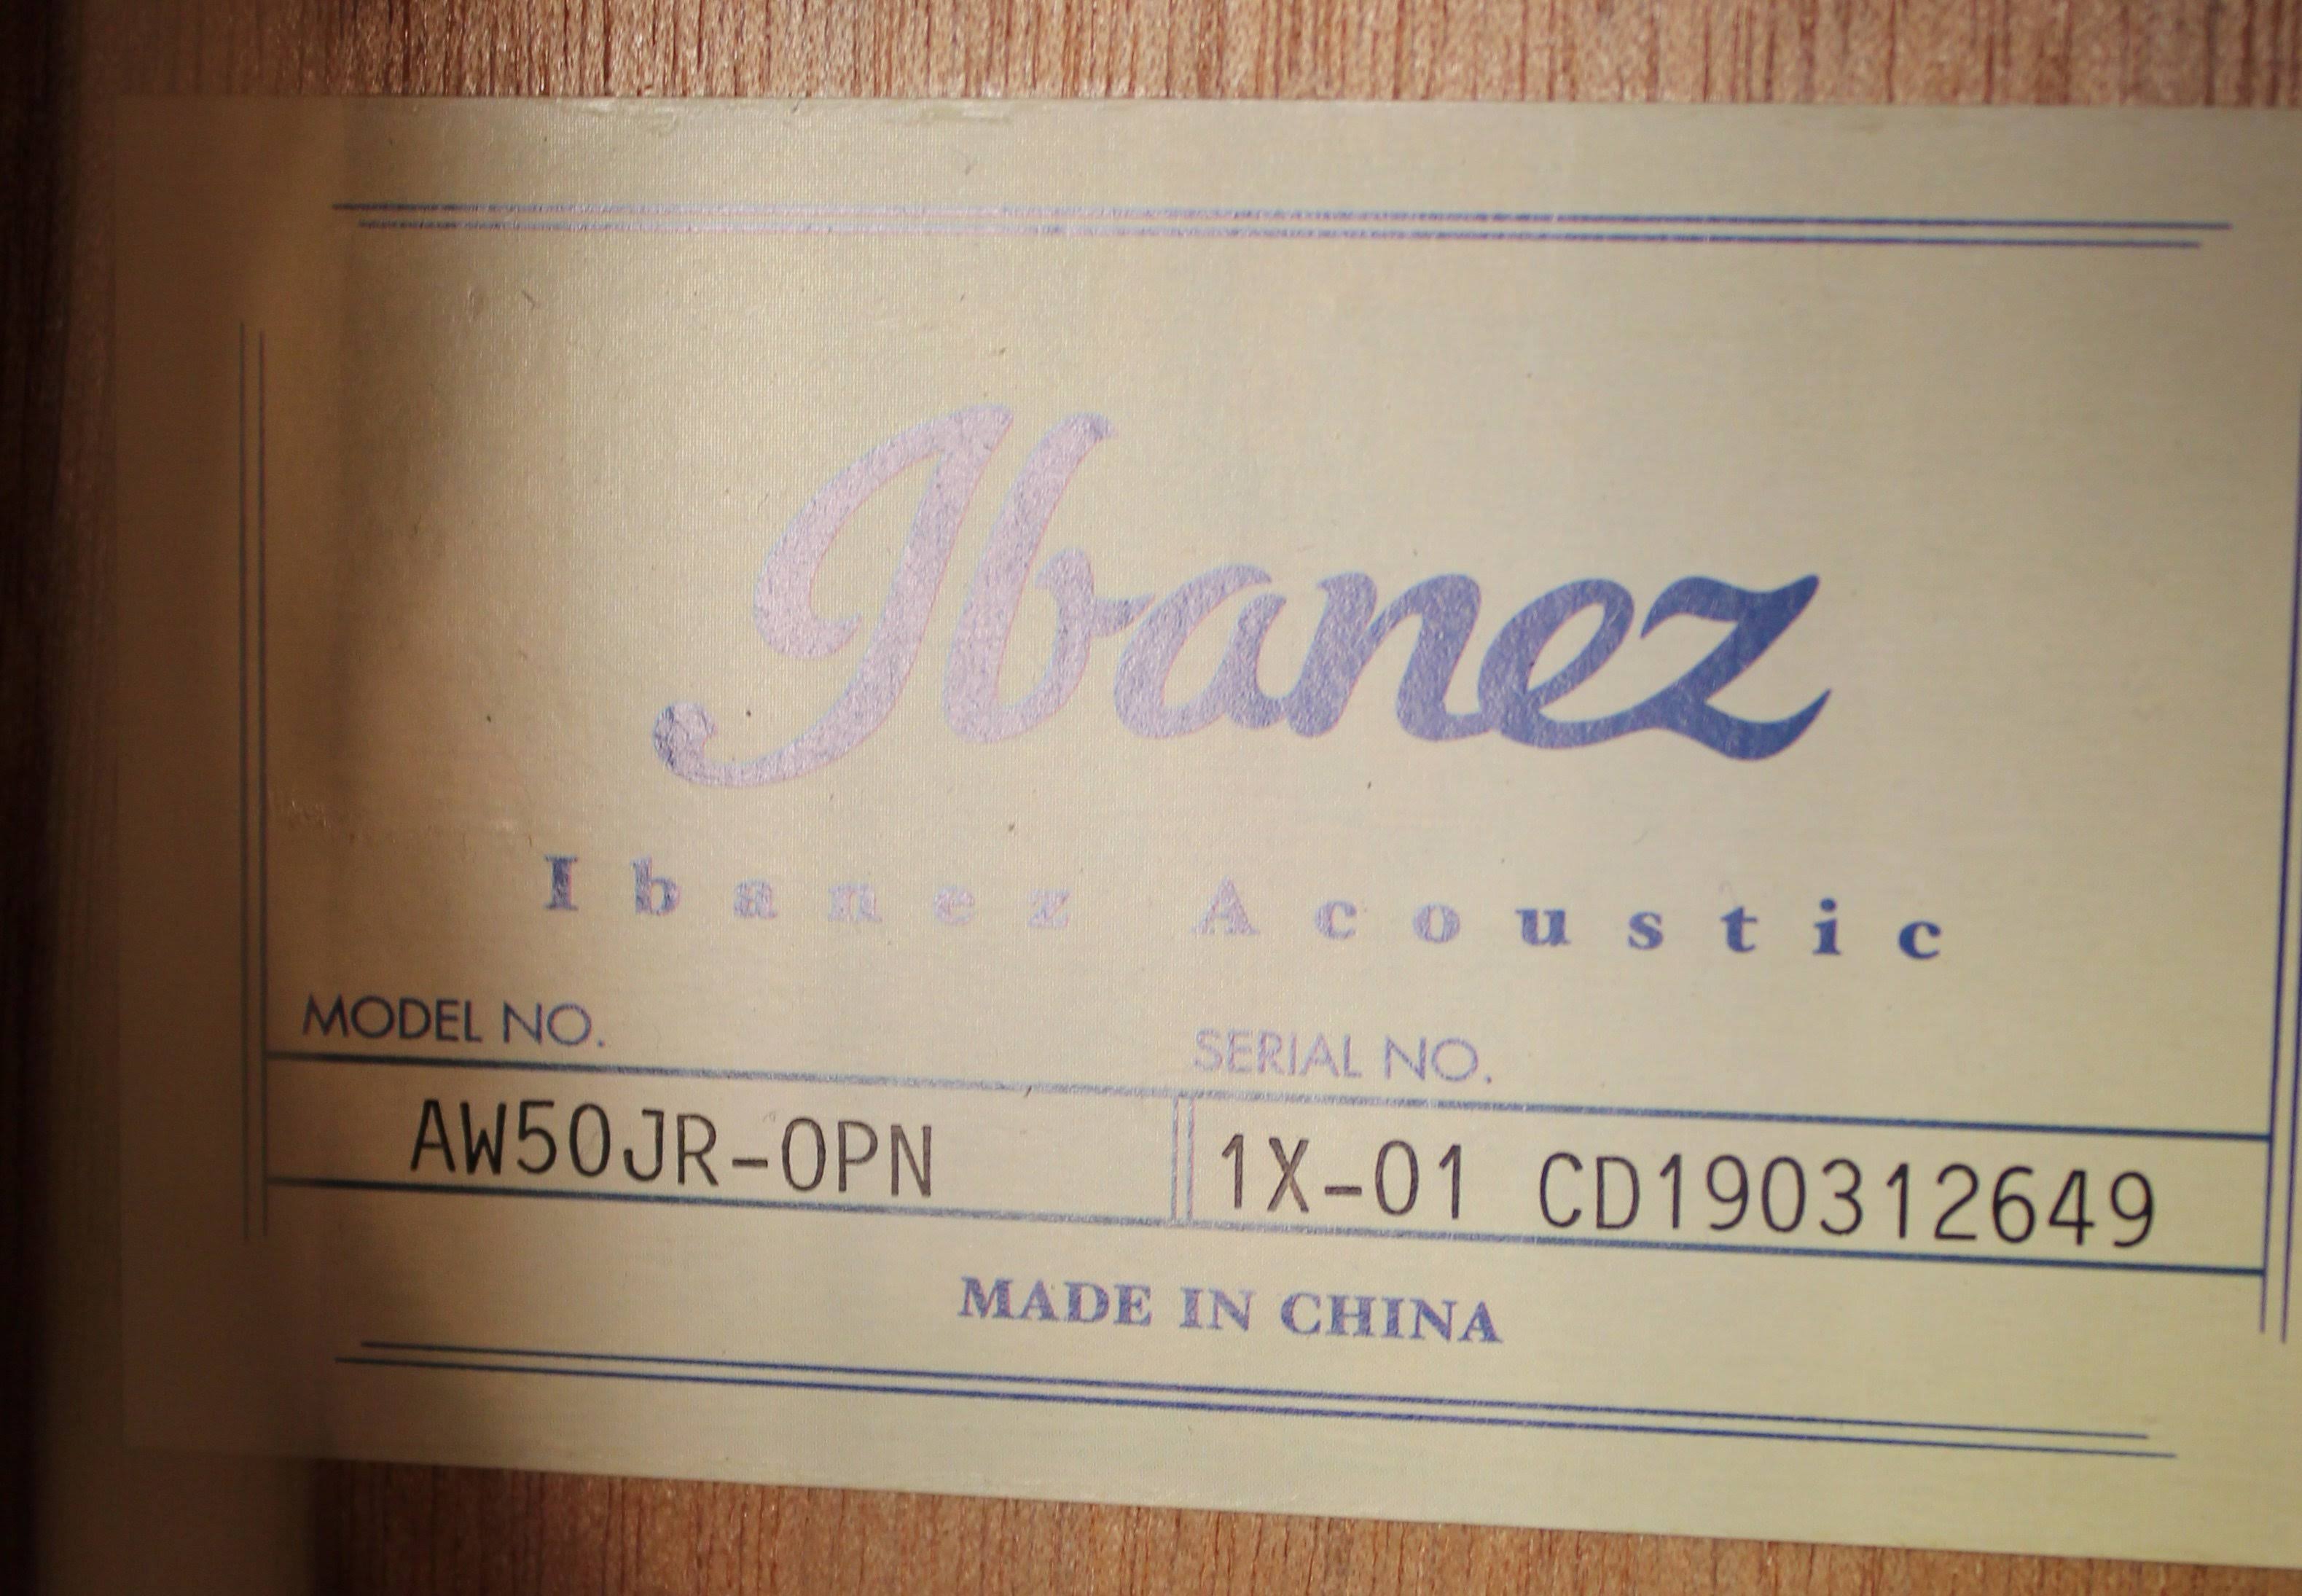 Ibanez
Ibanez Acoustic
MODEL NO. SERIAL NO.
AW50JR-OPN 1X-01 CD190312649
MADE IN CHINA